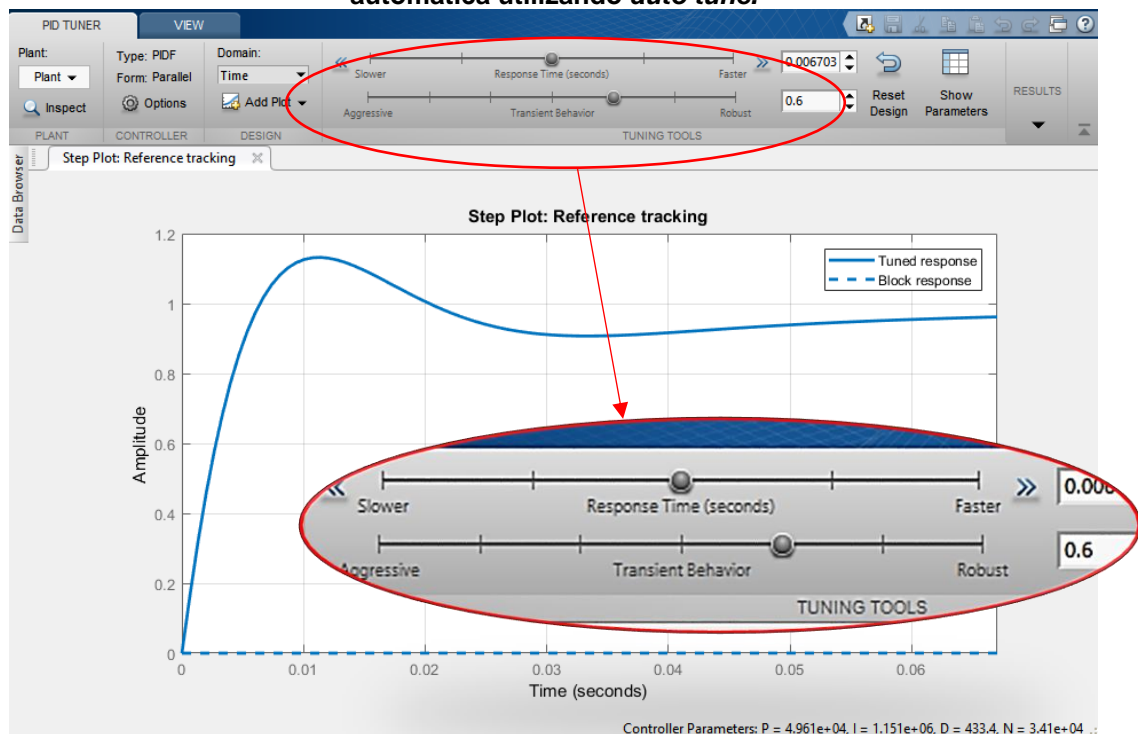 automática utilizando auto tuner
PID TUNER VIEW
Plant: Type: PIDF Domain:
Plant Form: Parallel Time
Inspect Options Add Plot
Slower Response Time (seconds) Faster 0.006703
Aggressive Transient Behavior Robust 0.6
Reset Design Show Parameters RESULTS
PLANT CONTROLLER DESIGN TUNING TOOLS
Data Browser
Step Plot: Reference tracking
Step Plot: Reference tracking
Tuned response
Block response
1.2
1
0.8
0.6
0.4
0.2
0
Amplitude
0 0.01 0.02 0.03 0.04 0.05 0.06
Time (seconds)
Slower Response Time (seconds) Faster 0.006
Aggressive Transient Behavior Robust 0.6
TUNING TOOLS
Controller Parameters: P = 4.961e+04, I = 1.151e+06, D = 433.4, N = 3.41e+04